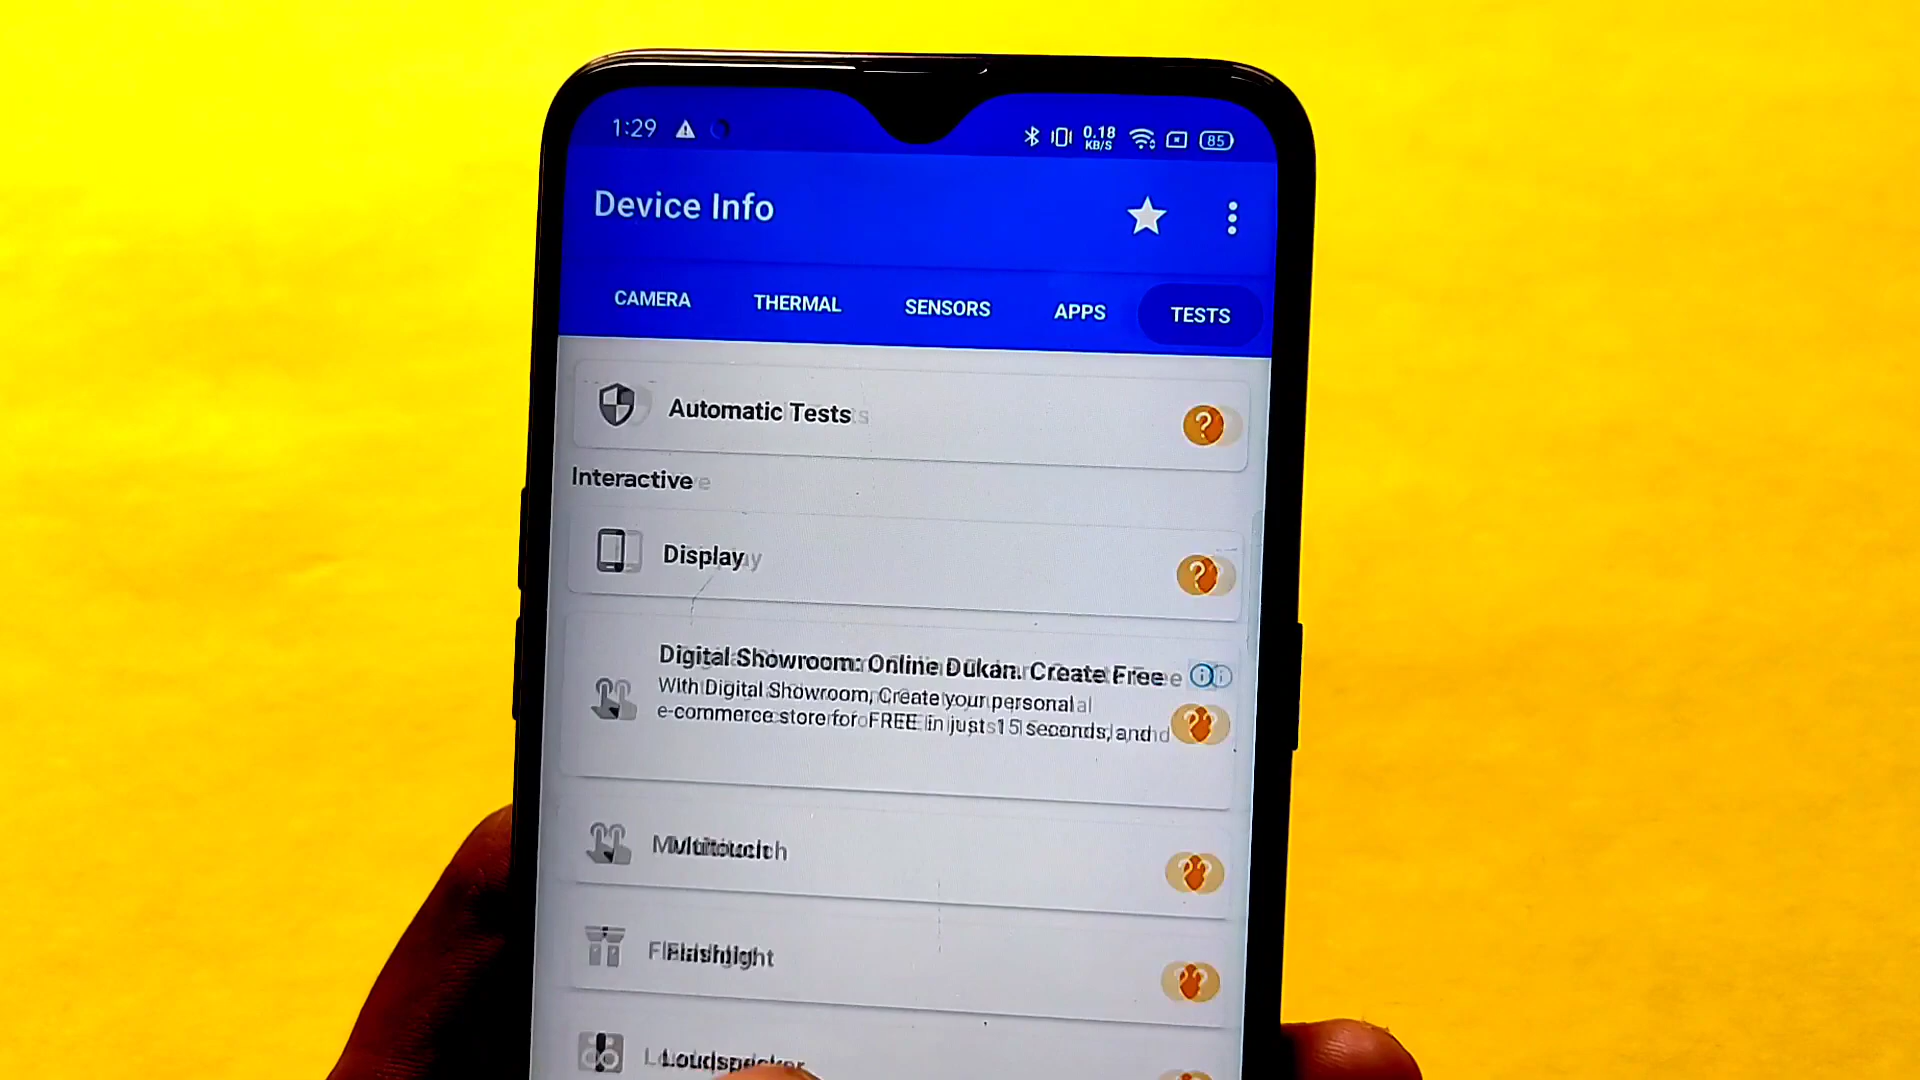 1:29
0.18
KB/S
85
Device Info
CAMERA THERMAL SENSORS APPS TESTS
Automatic Tests
Interactive
Display
Digital Showroom: Online Dukan. Create Free
With Digital Showroom, Create your personal
e-commerce store for FREE in just 15 seconds, and
Multitouch
Flashlight
Loudspeaker